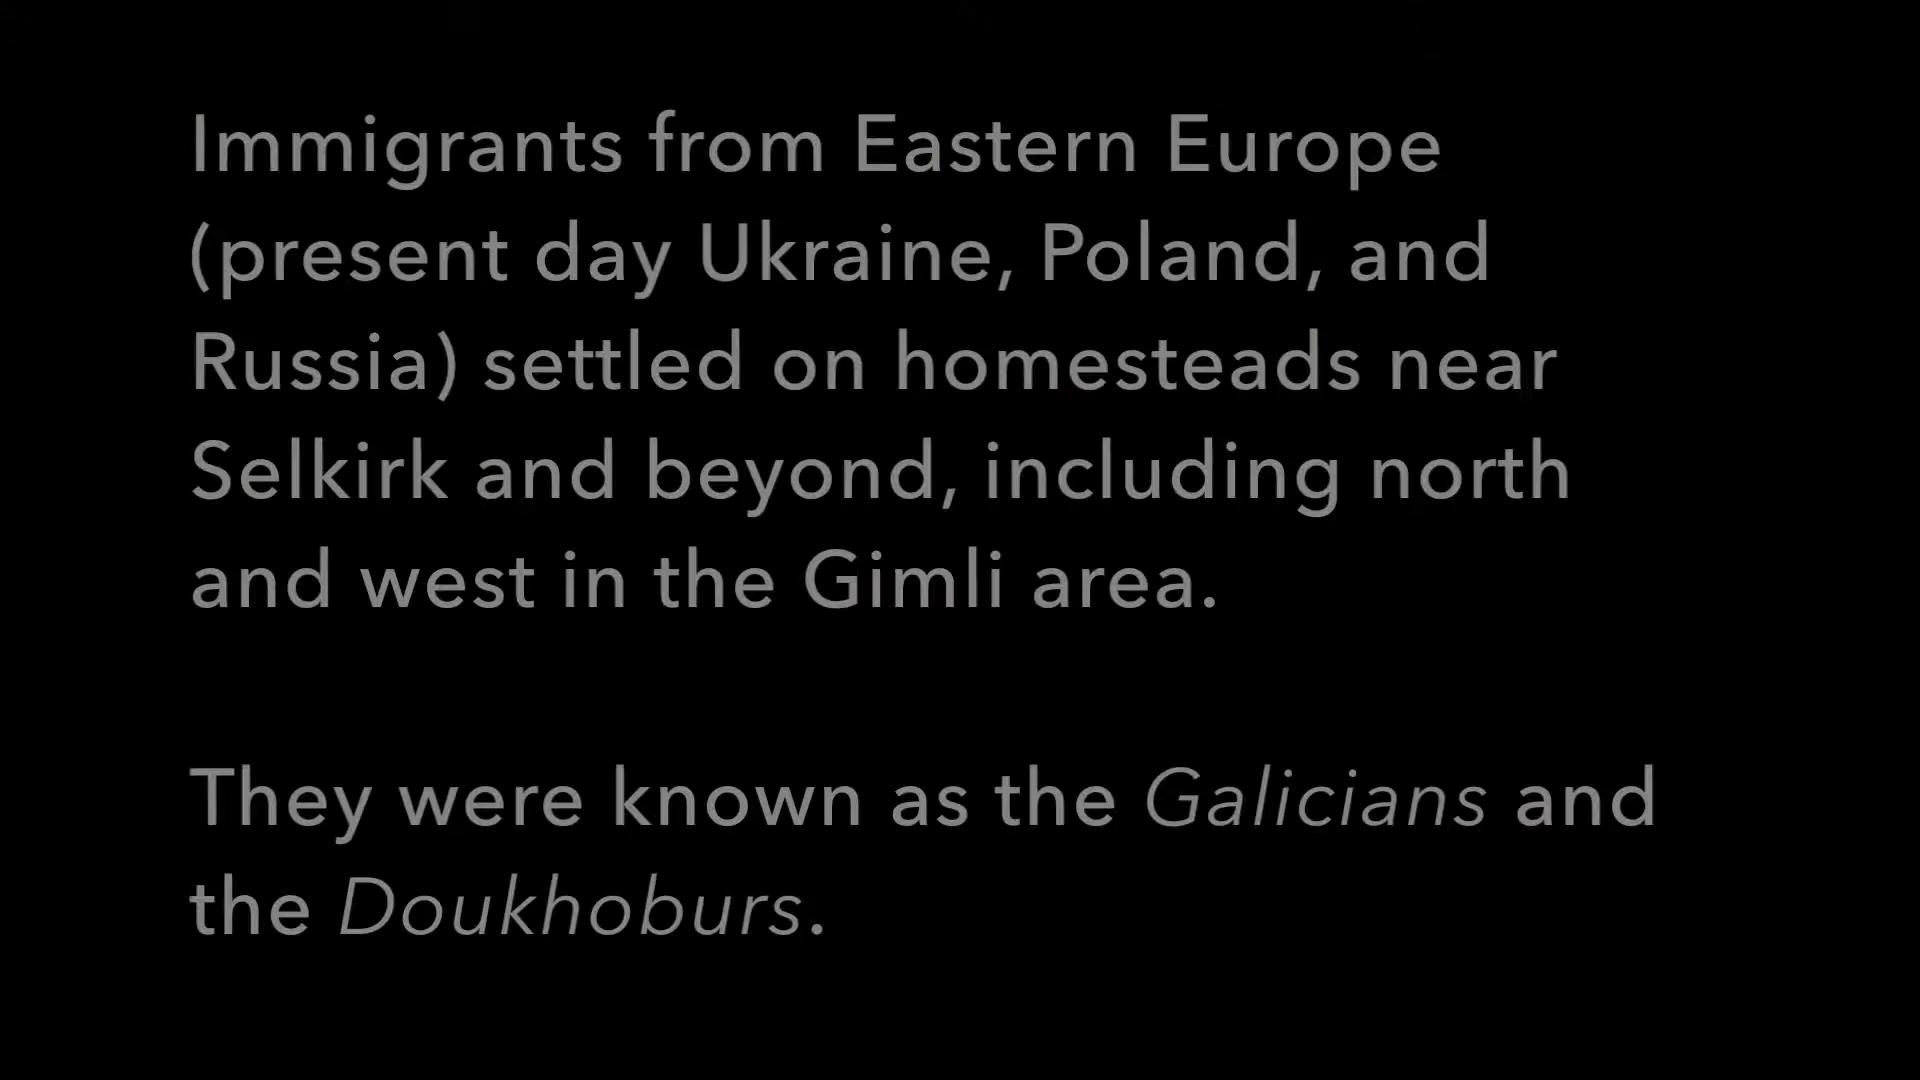 Immigrants from Eastern Europe
(present day Ukraine, Poland, and
Russia) settled on homesteads near
Selkirk and beyond, including north
and west in the Gimli area.
They were known as the Galicians and
the Doukhoburs.